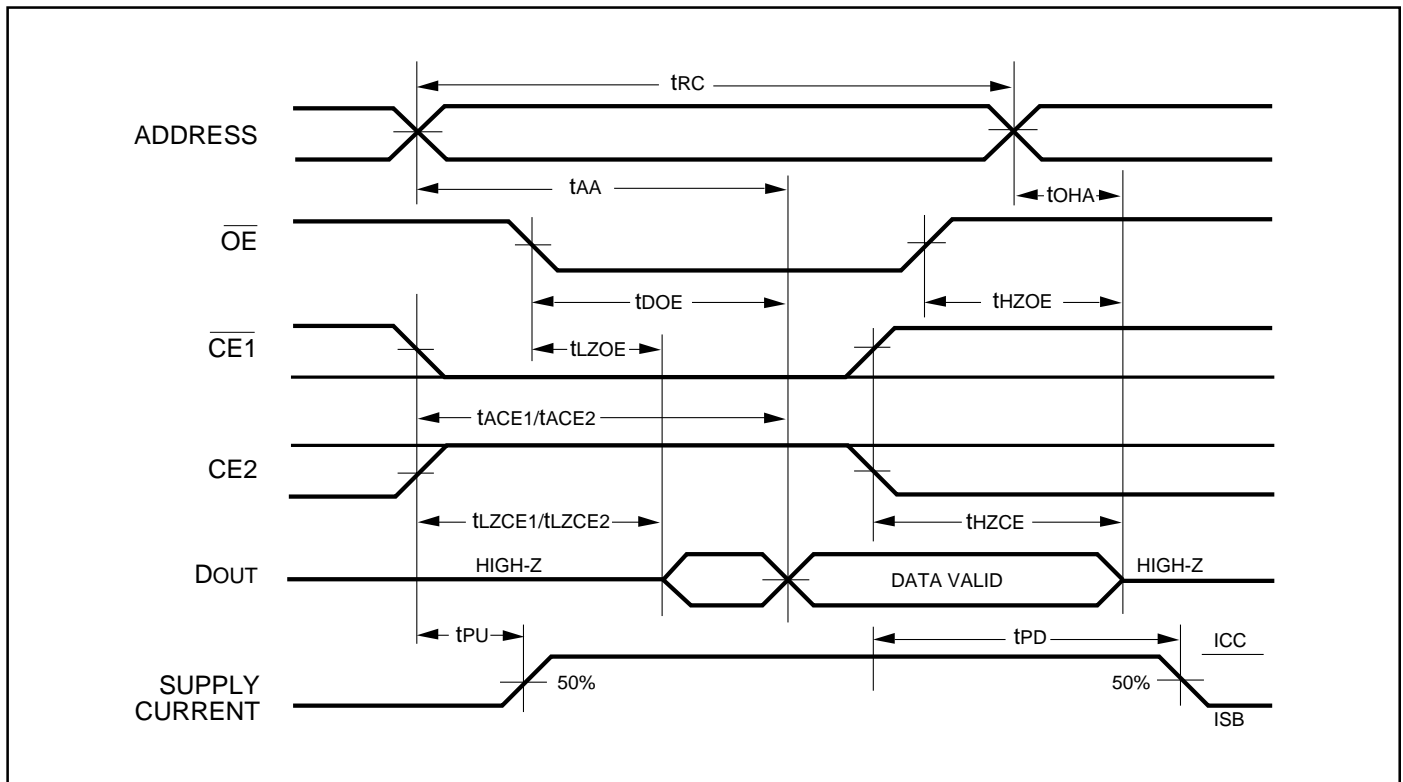 tRC
ADDRESS
tAA
tOHA
OE
tDOE
tHZOE
CE1
tLZOE
tACE1/tACE2
CE2
tLZCE1/tLZCE2
tHZCE
DOUT
HIGH-Z
DATA VALID
HIGH-Z
tPU
tPD
ICC
SUPPLY
CURRENT
50%
50%
ISB